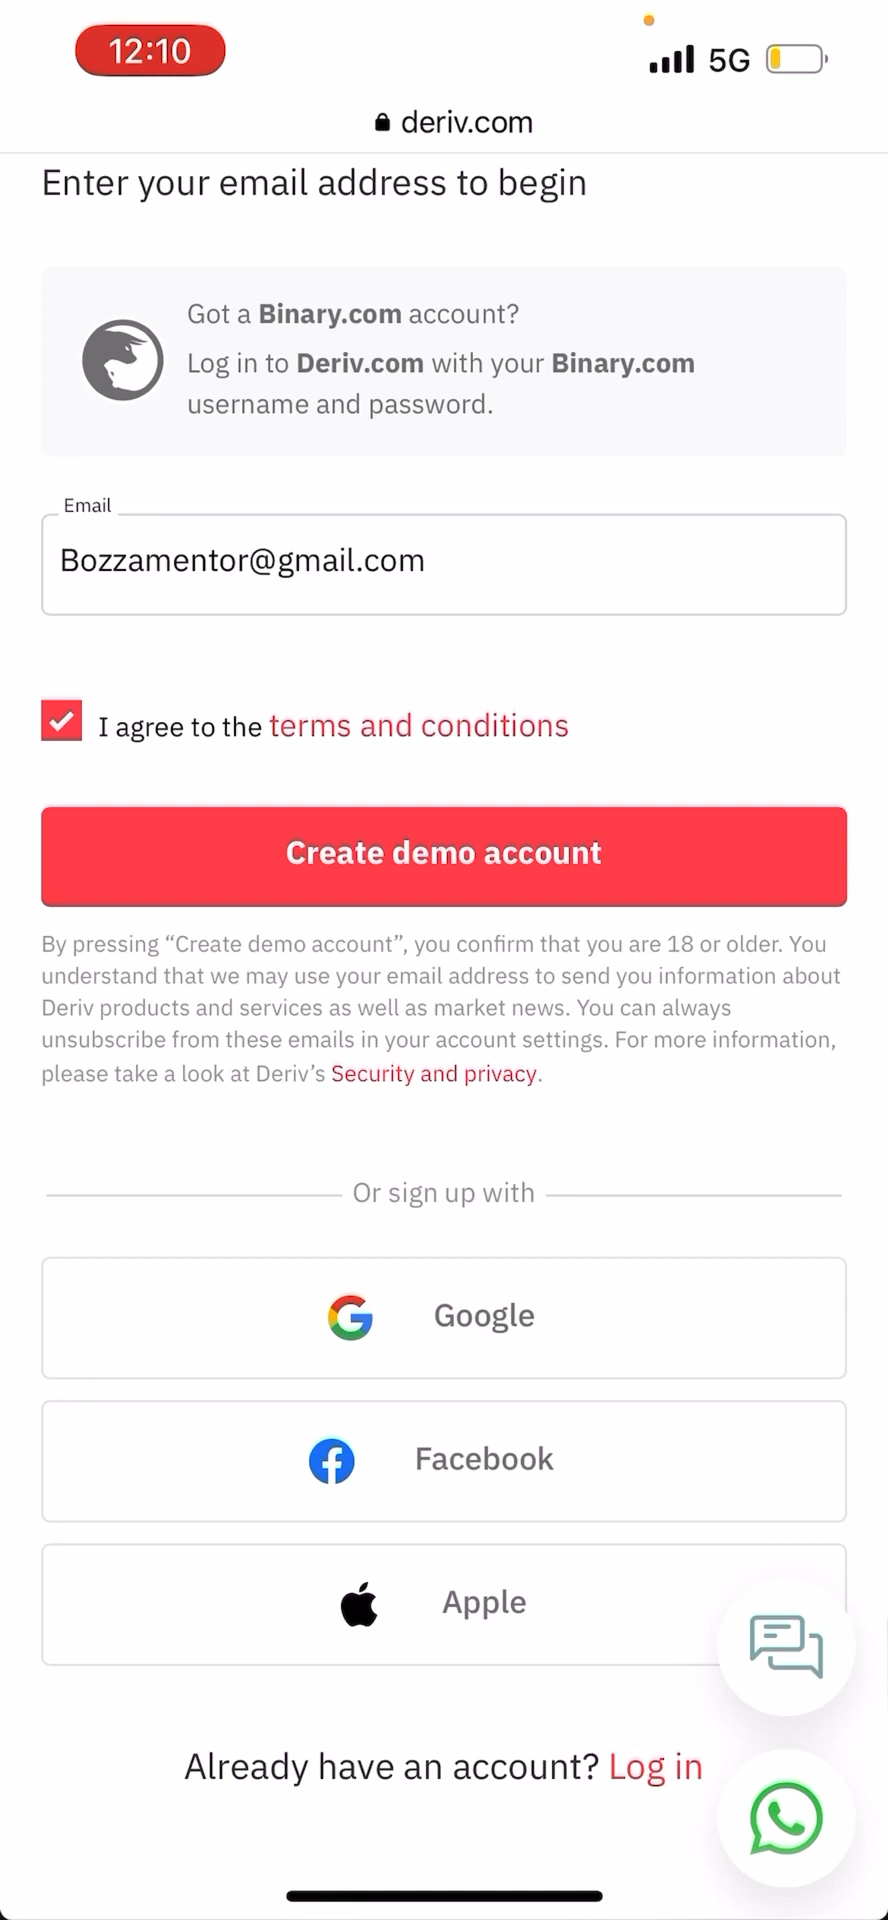 12:10
5G
deriv.com
Enter your email address to begin
Got a Binary.com account?
Log in to Deriv.com with your Binary.com
username and password.
Email
Bozzamentor@gmail.com
I agree to the terms and conditions
Create demo account
By pressing “Create demo account”, you confirm that you are 18 or older. You
understand that we may use your email address to send you information about
Deriv products and services as well as market news. You can always
unsubscribe from these emails in your account settings. For more information,
please take a look at Deriv’s Security and privacy.
Or sign up with
Google
Facebook
Apple
Already have an account? Log in